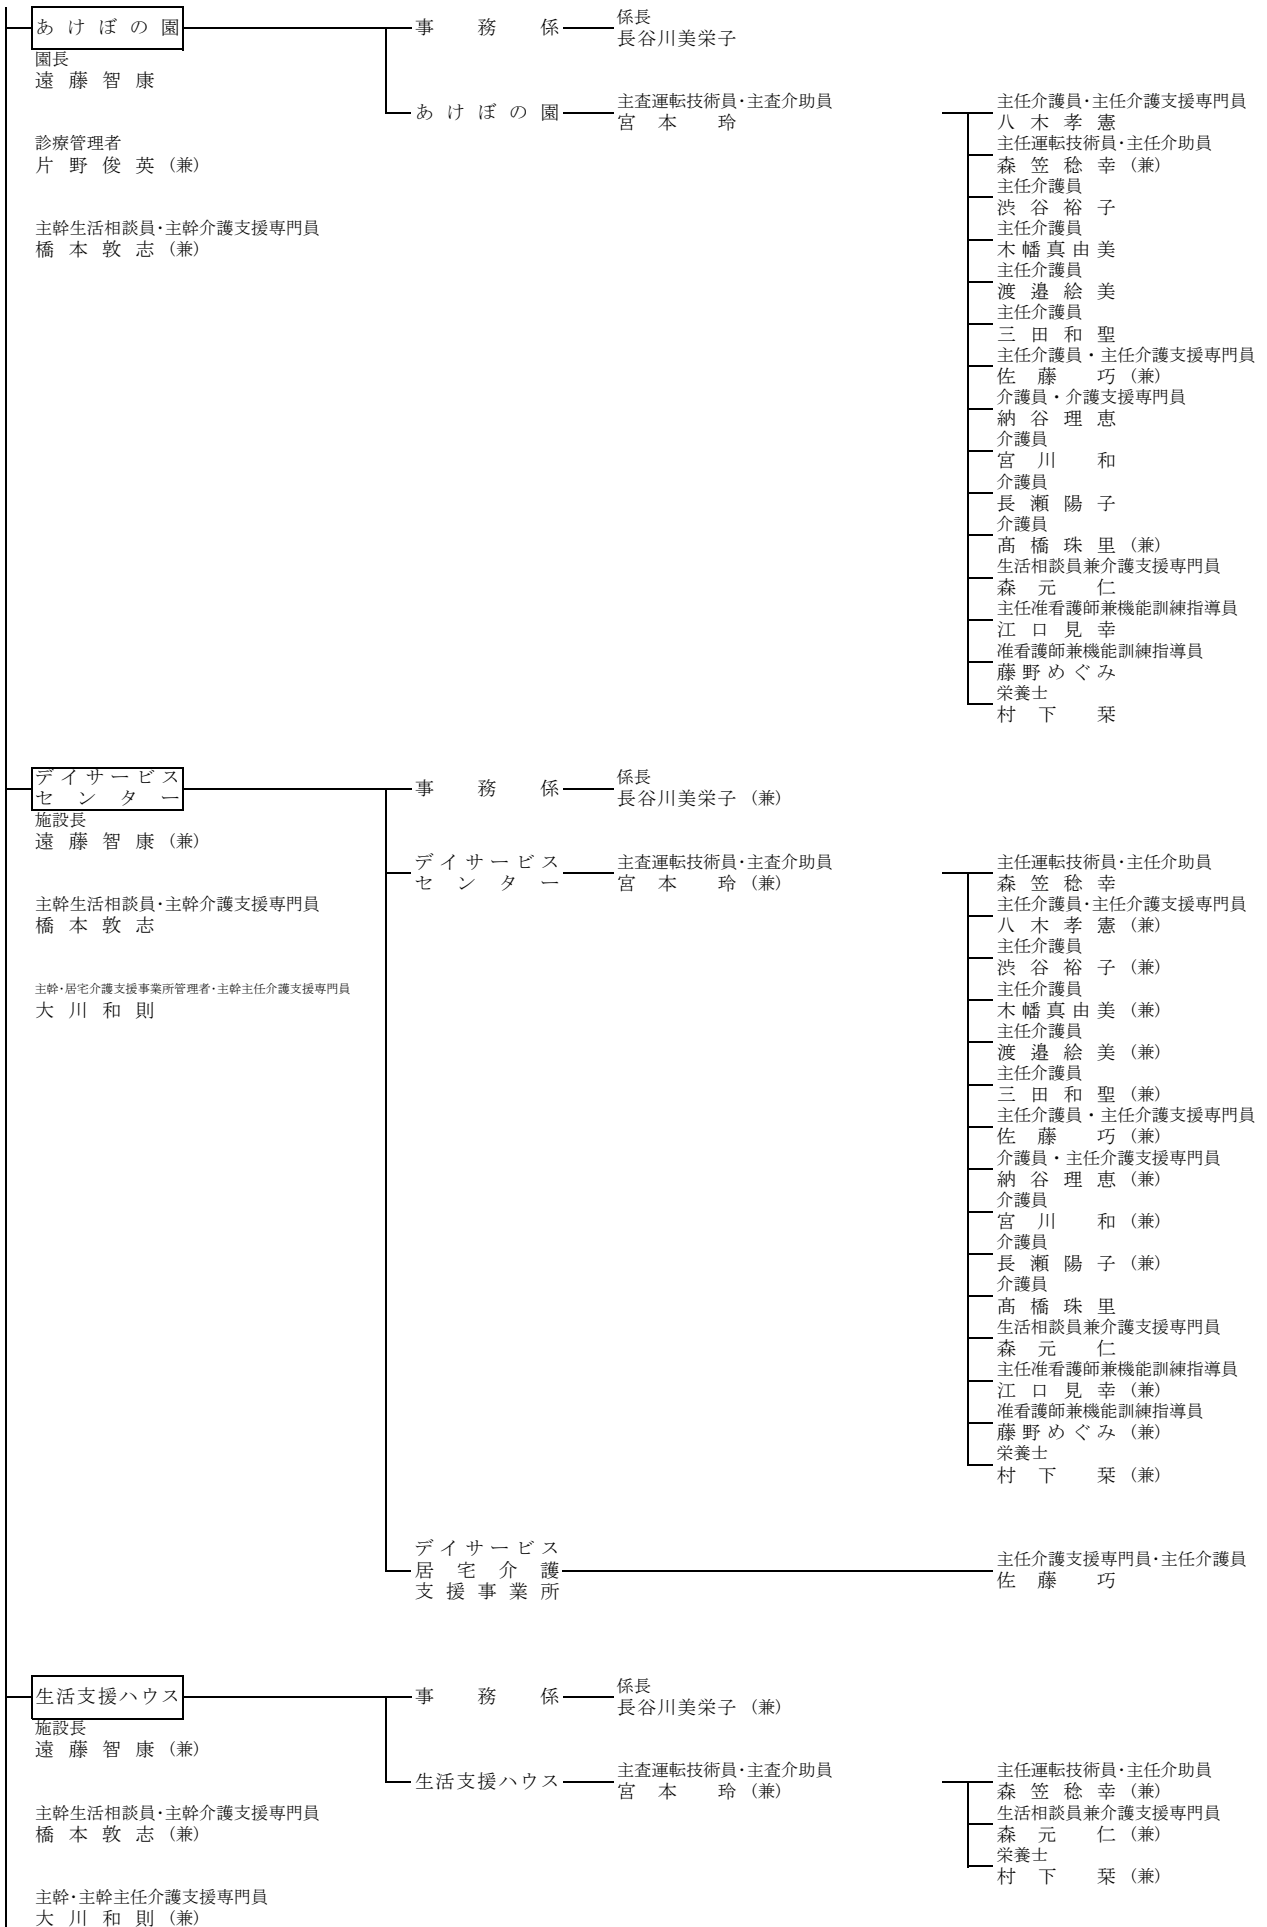 あけぼの園
園長
遠藤智康
診療管理者
片野俊英（兼）
主幹生活相談員・主幹介護支援専門員
橋本敦志（兼）
事務係
係長
長谷川美栄子
あけぼの園
主査運転技術員・主査介助員
宮本　玲
主任介護員・主任介護支援専門員
八木孝憲
主任運転技術員・主任介助員
森笠稔幸（兼）
主任介護員
渋谷裕子
主任介護員
木幡真由美
主任介護員
渡邉絵美
主任介護員
三田和聖
主任介護員・主任介護支援専門員
佐藤　巧（兼）
介護員・介護支援専門員
納谷理恵
介護員
宮川　和
介護員
長瀬陽子
介護員
髙橋珠里（兼）
生活相談員兼介護支援専門員
森元　仁
主任准看護師兼機能訓練指導員
江口見幸
准看護師兼機能訓練指導員
藤野めぐみ
栄養士
村下　栞
デイサービス
センター
施設長
遠藤智康（兼）
主幹生活相談員・主幹介護支援専門員
橋本敦志
主幹・居宅介護支援事業所管理者・主幹主任介護支援専門員
大川和則
事務係
係長
長谷川美栄子（兼）
デイサービス
センター
主査運転技術員・主査介助員
宮本　玲（兼）
主任運転技術員・主任介助員
森笠稔幸
主任介護員・主任介護支援専門員
八木孝憲（兼）
主任介護員
渋谷裕子（兼）
主任介護員
木幡真由美（兼）
主任介護員
渡邉絵美（兼）
主任介護員
三田和聖（兼）
主任介護員・主任介護支援専門員
佐藤　巧（兼）
介護員・主任介護支援専門員
納谷理恵（兼）
介護員
宮川　和（兼）
介護員
長瀬陽子（兼）
介護員
髙橋珠里
生活相談員兼介護支援専門員
森元　仁
主任准看護師兼機能訓練指導員
江口見幸（兼）
准看護師兼機能訓練指導員
藤野めぐみ（兼）
栄養士
村下　栞（兼）
デイサービス
居宅介護
支援事業所
主任介護支援専門員・主任介護員
佐藤　巧
生活支援ハウス
施設長
遠藤智康（兼）
主幹生活相談員・主幹介護支援専門員
橋本敦志（兼）
主幹・主幹主任介護支援専門員
大川和則（兼）
事務係
係長
長谷川美栄子（兼）
生活支援ハウス
主査運転技術員・主査介助員
宮本　玲（兼）
主任運転技術員・主任介助員
森笠稔幸（兼）
生活相談員兼介護支援専門員
森元　仁（兼）
栄養士
村下　栞（兼）